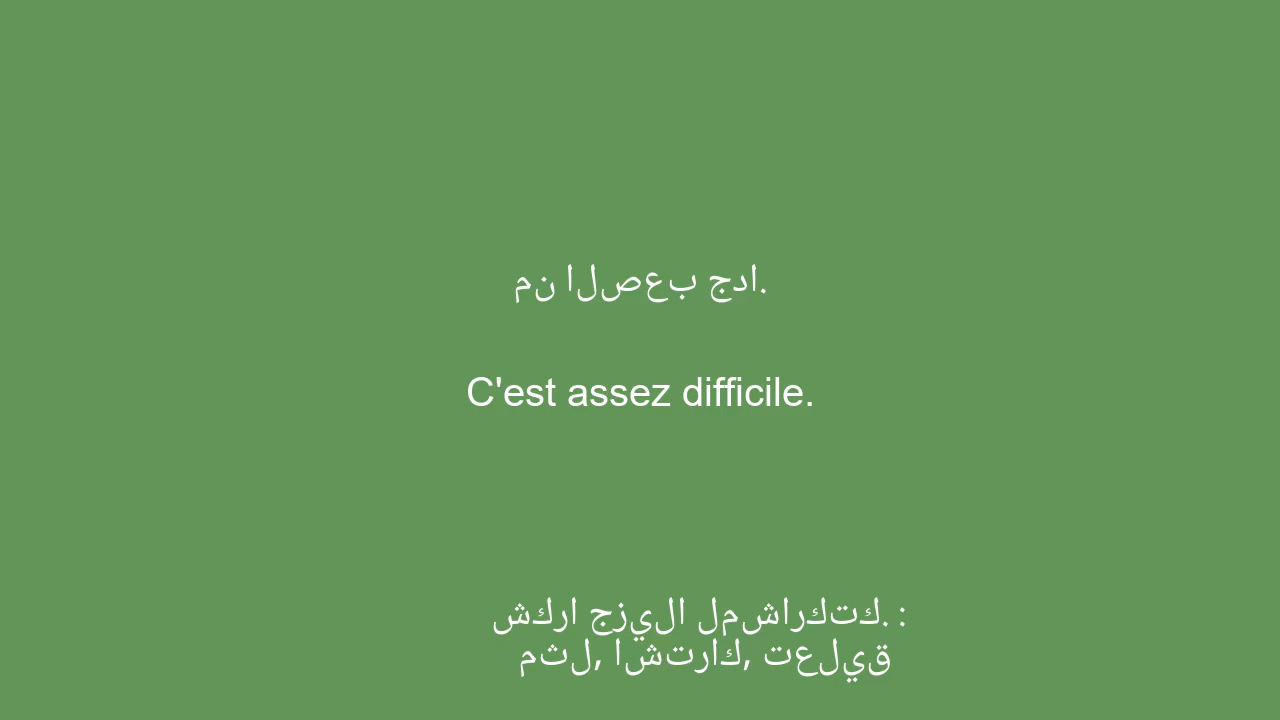 من الصعب جدا.
C'est assez difficile.
شكرا جزيلا لمشاركتك. :
مثل, اشتراك, تعليق